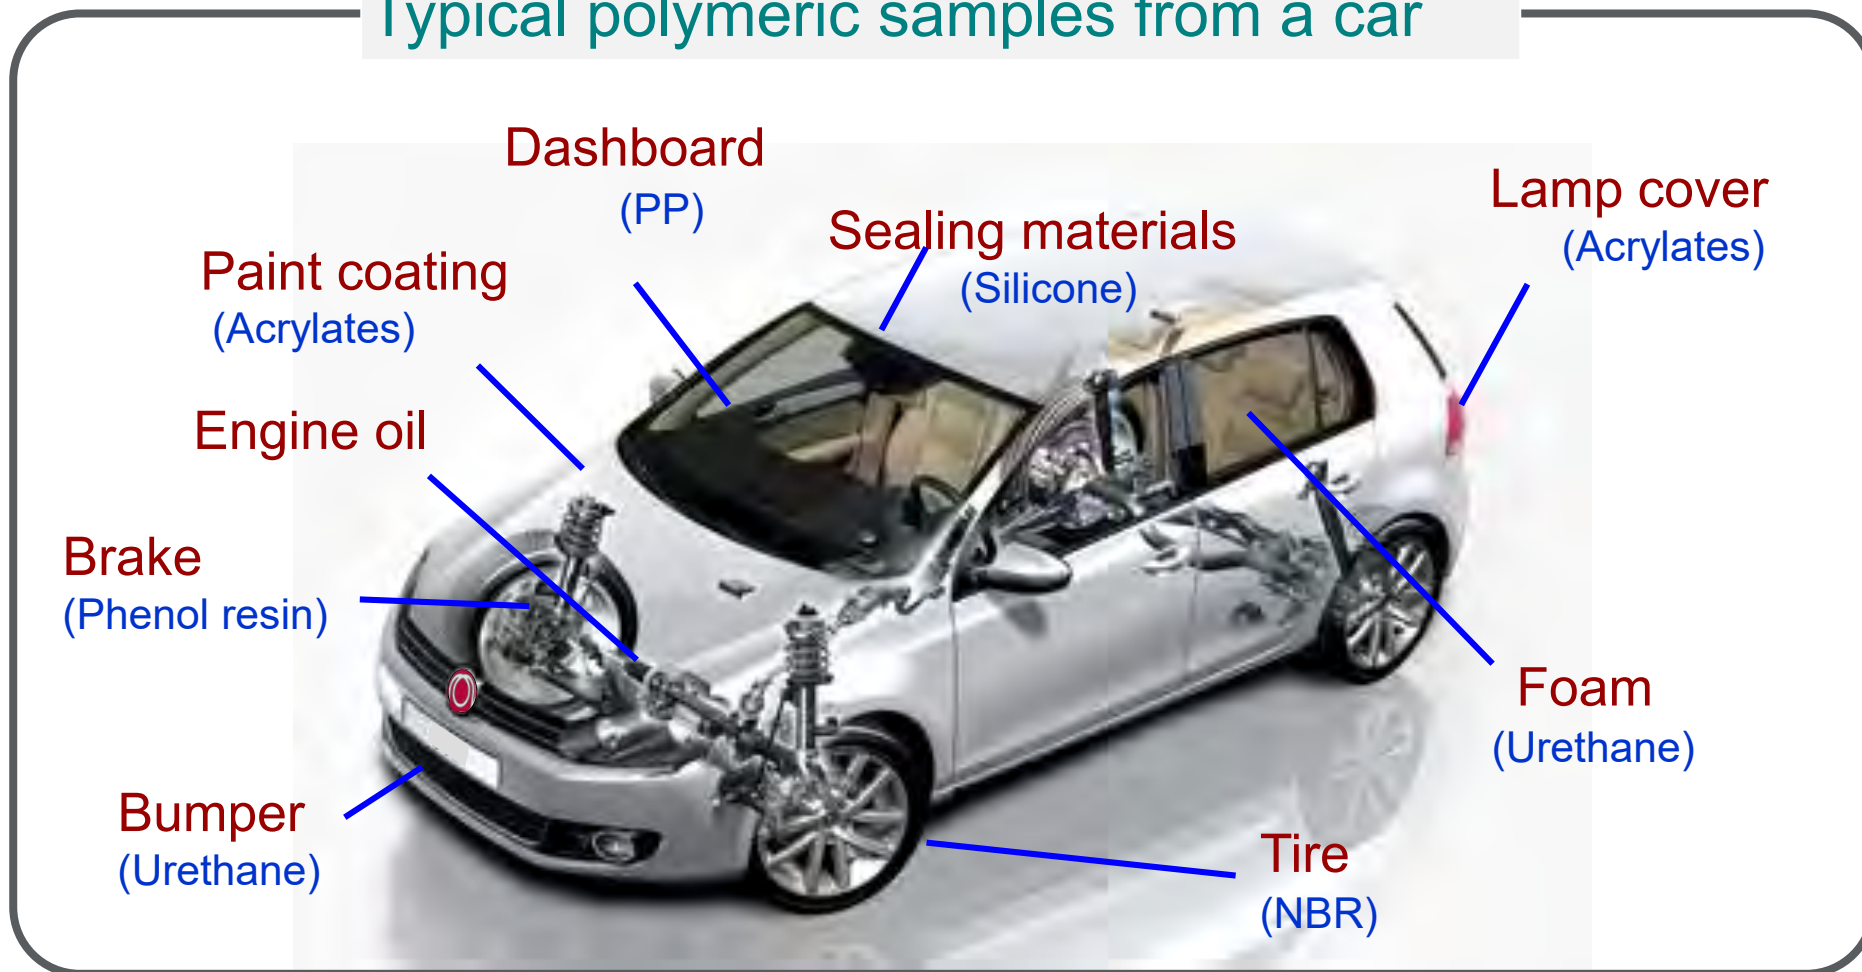 Typical polymeric samples from a car
Dashboard
(PP)
Lamp cover
(Acrylates)
Sealing materials
(Silicone)
Paint coating
(Acrylates)
Engine oil
Brake
(Phenol resin)
Foam
(Urethane)
Bumper
(Urethane)
Tire
(NBR)